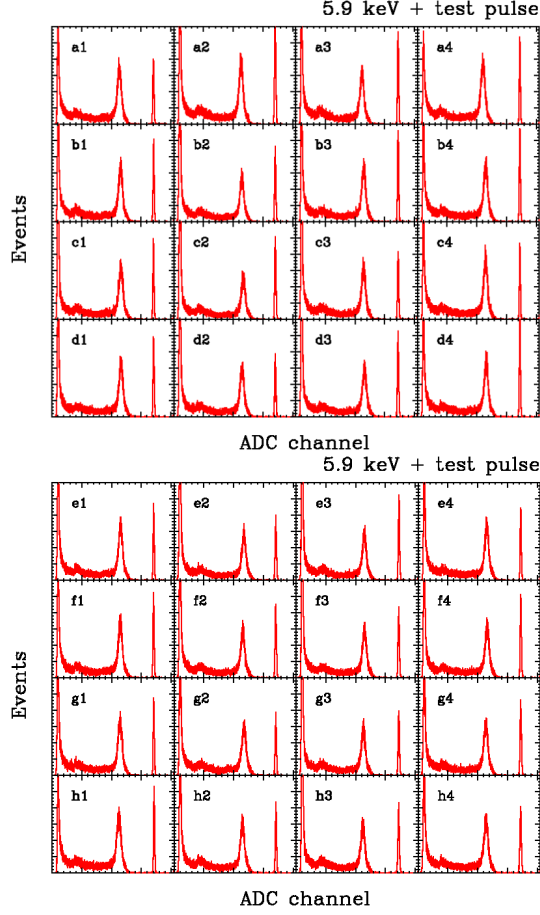 5.9 keV + test pulse
a1 a2 a3 a4
b1 b2 b3 b4
Events
c1 c2 c3 c4
d1 d2 d3 d4
ADC channel
5.9 keV + test pulse
e1 e2 e3 e4
f1 f2 f3 f4
Events
g1 g2 g3 g4
h1 h2 h3 h4
ADC channel